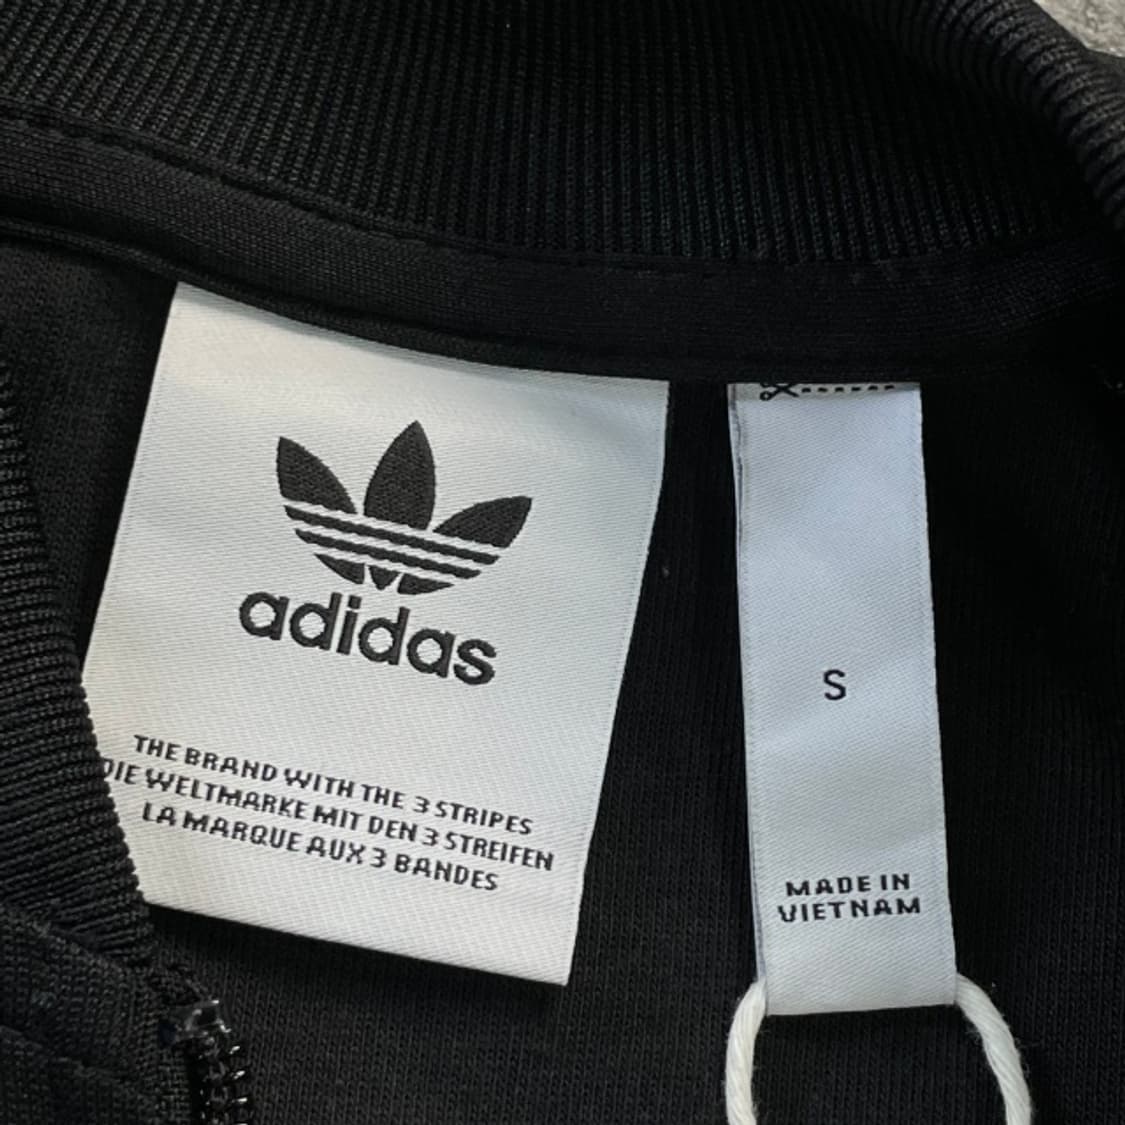 adidas
THE BRAND WITH THE 3 STRIPES
DIE WELTMARKE MIT DEN 3 STREIFEN
LA MARQUE AUX 3 BANDES
S
MADE IN
VIETNAM